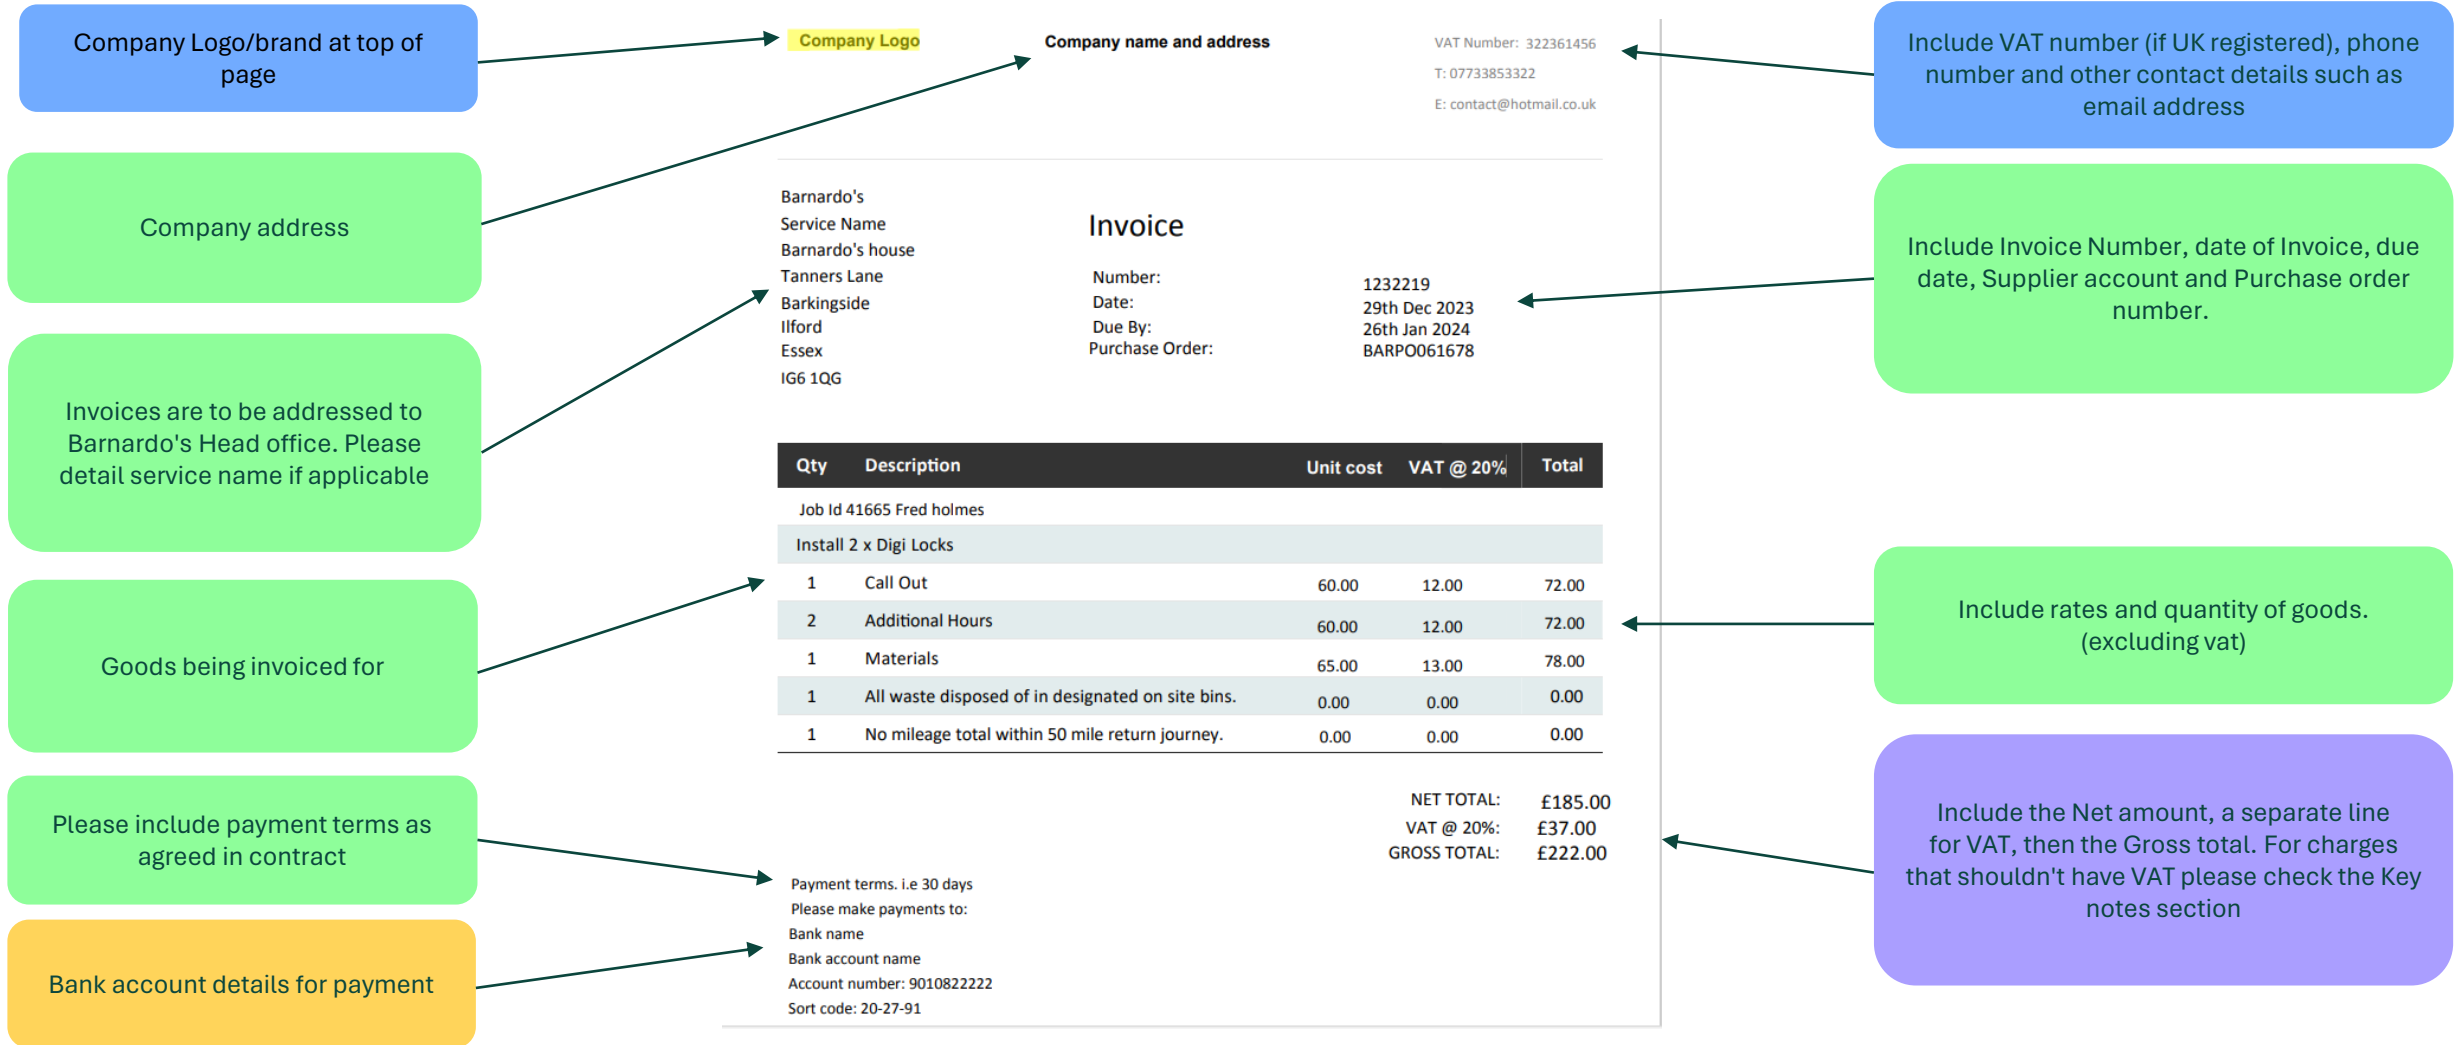 Company Logo/brand at top of
page
Company address
Invoices are to be addressed to
Barnardo's Head office. Please
detail service name if applicable
Goods being invoiced for
Please include payment terms as
agreed in contract
Bank account details for payment
Company Logo
Company name and address
VAT Number: 322361456
T: 07733853322
E: contact@hotmail.co.uk
Barnardo's
Service Name
Barnardo's house
Tanners Lane
Barkingside
Ilford
Essex
IG6 1QG
Invoice
Number: 1232219
Date: 29th Dec 2023
Due By: 26th Jan 2024
Purchase Order: BARPO061678
Qty Description Unit cost VAT @ 20% Total
Job Id 41665 Fred holmes
Install 2 x Digi Locks
1 Call Out 60.00 12.00 72.00
2 Additional Hours 60.00 12.00 72.00
1 Materials 65.00 13.00 78.00
1 All waste disposed of in designated on site bins. 0.00 0.00 0.00
1 No mileage total within 50 mile return journey. 0.00 0.00 0.00
NET TOTAL: £185.00
VAT @ 20%: £37.00
GROSS TOTAL: £222.00
Payment terms. i.e 30 days
Please make payments to:
Bank name
Bank account name
Account number: 9010822222
Sort code: 20-27-91
Include VAT number (if UK registered), phone
number and other contact details such as
email address
Include Invoice Number, date of Invoice, due
date, Supplier account and Purchase order
number.
Include rates and quantity of goods.
(excluding vat)
Include the Net amount, a separate line
for VAT, then the Gross total. For charges
that shouldn't have VAT please check the Key
notes section